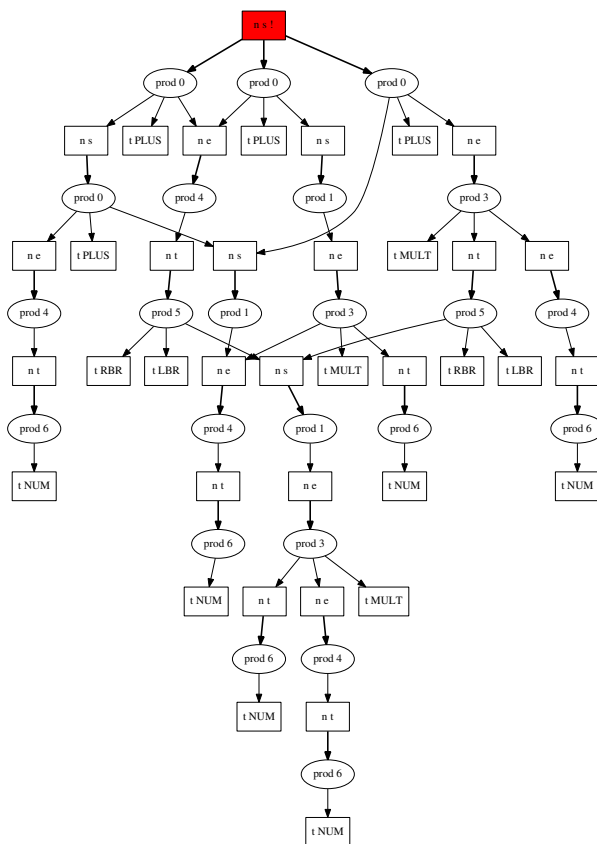 n s !
prod 0 prod 0 prod 0
n s t PLUS n e t PLUS n s t PLUS n e
prod 0 prod 4 prod 1 prod 3
n e t PLUS n t n s n e t MULT n t n e
prod 4 prod 5 prod 1 prod 3 prod 5 prod 4
n t t RBR t LBR n e n s t MULT n t t RBR t LBR n t
prod 6 prod 4 prod 1 prod 6 prod 6
t NUM n t n e t NUM t NUM
prod 6 prod 3
t NUM n t n e t MULT
prod 6 prod 4
t NUM n t
prod 6
t NUM